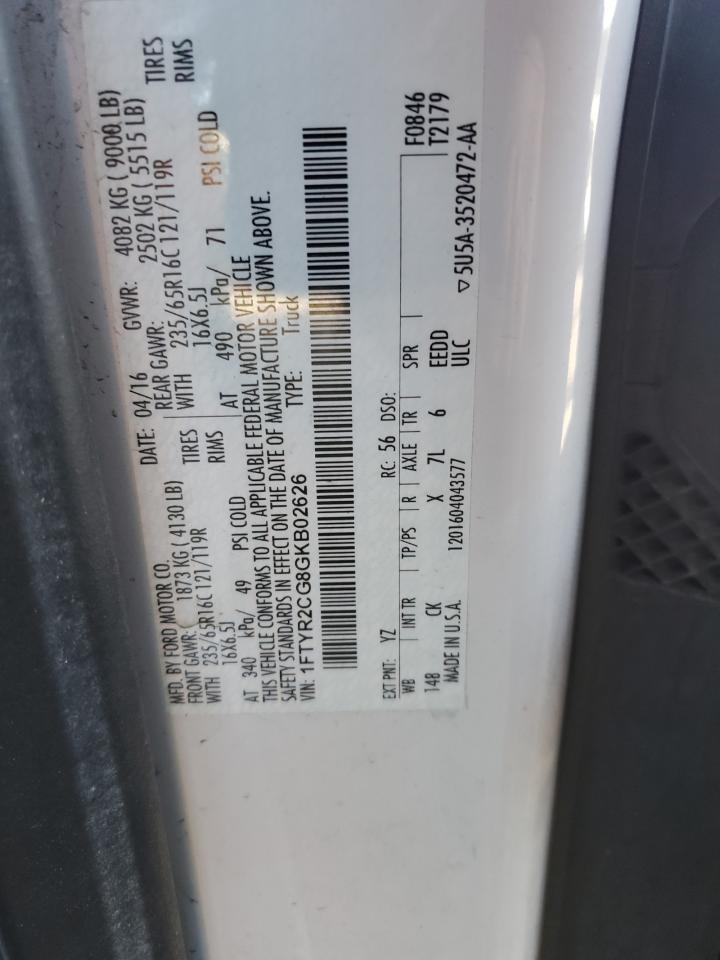 MFD. BY FORD MOTOR CO.
DATE: 04/16 GVWR: 4082 KG ( 9000 LB)
FRONT GAWR: 1873 KG ( 4130 LB) REAR GAWR: 2502 KG ( 5515 LB)
WITH 235/65R16C 121/119R TIRES WITH 235/65R16C 121/119R TIRES
16X6.5J RIMS 16X6.5J RIMS
AT 340 kPa/ 49 PSI COLD AT 490 kPa/ 71 PSI COLD
THIS VEHICLE CONFORMS TO ALL APPLICABLE FEDERAL MOTOR VEHICLE
SAFETY STANDARDS IN EFFECT ON THE DATE OF MANUFACTURE SHOWN ABOVE.
VIN: 1FTYR2CG8GKB02626 TYPE: Truck
F0846
T2179
EXT PNT: YZ RC: 56 DSO:
WB INT TR TP/PS R AXLE TR SPR
148 CK X 7L 6 EEDD
MADE IN U.S.A. 1201604043577 ULC
▽5U5A-3520472-AA